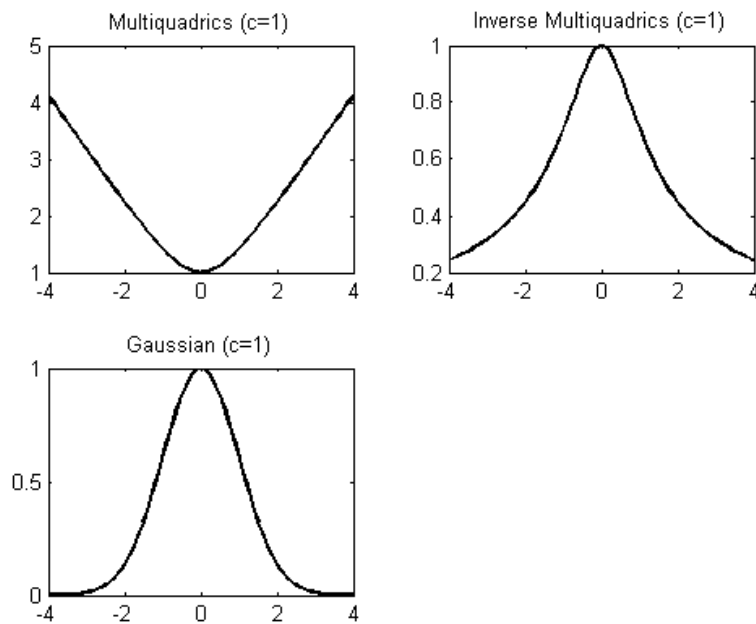 Multiquadrics (c=1)
5
4
3
2
1
-4 -2 0 2 4
Inverse Multiquadrics (c=1)
1
0.8
0.6
0.4
0.2
-4 -2 0 2 4
Gaussian (c=1)
1
0.5
0
-4 -2 0 2 4